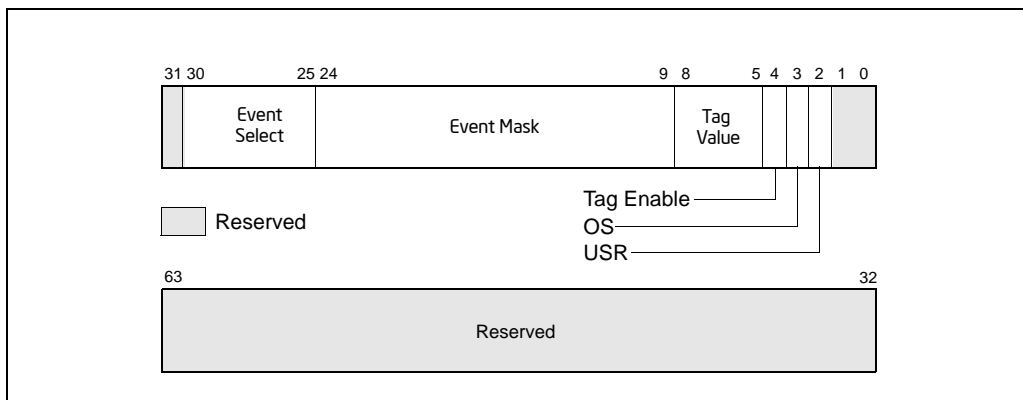 31 30 25 24 9 8 5 4 3 2 1 0
Event
Select
Event Mask
Tag
Value
Tag Enable
OS
USR
Reserved
63 32
Reserved